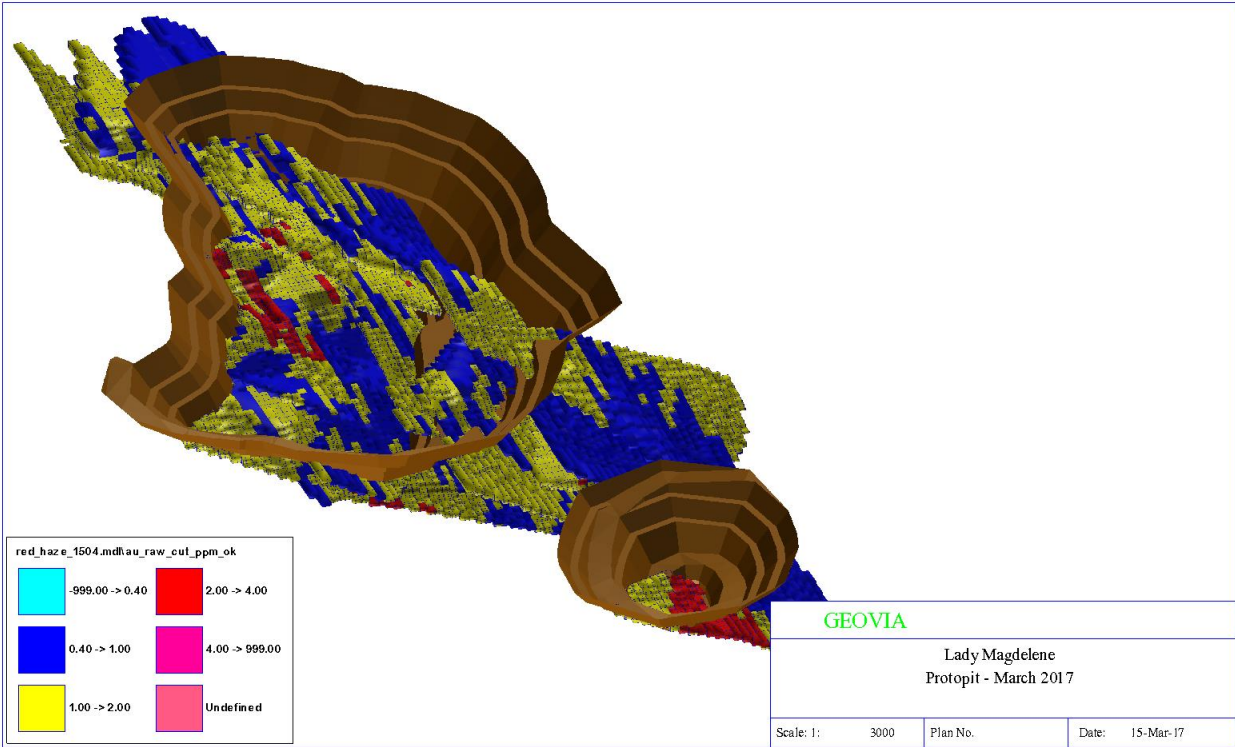 red_haze_1504.mdl\au_raw_cut_ppm_ok
-999.00 -> 0.40
2.00 -> 4.00
0.40 -> 1.00
4.00 -> 999.00
1.00 -> 2.00
Undefined
GEOVIA
Lady Magdelene
Protopit - March 2017
Scale: 1: 3000
Plan No.
Date: 15-Mar-17